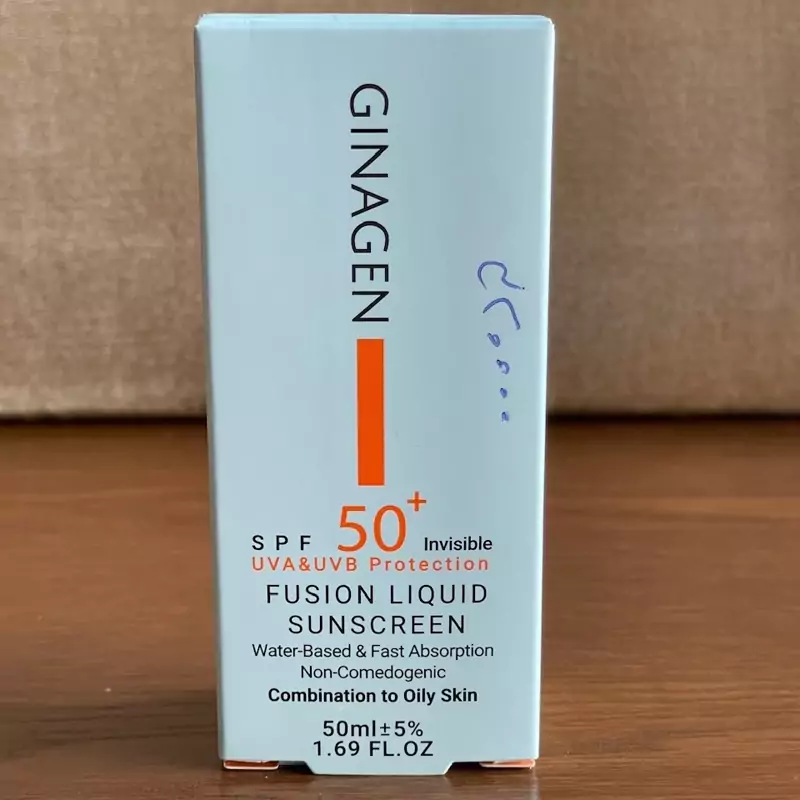 GINAGEN
SPF 50+ Invisible
UVA&UVB Protection
FUSION LIQUID
SUNSCREEN
Water-Based & Fast Absorption
Non-Comedogenic
Combination to Oily Skin
50ml±5%
1.69 FL.OZ